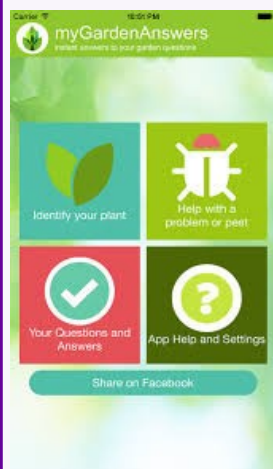 Carrier 10:01 PM
myGardenAnswers
instant answers to your garden questions
Identify your plant
Help with a
problem or pest
Your Questions and
Answers
App Help and Settings
Share on Facebook